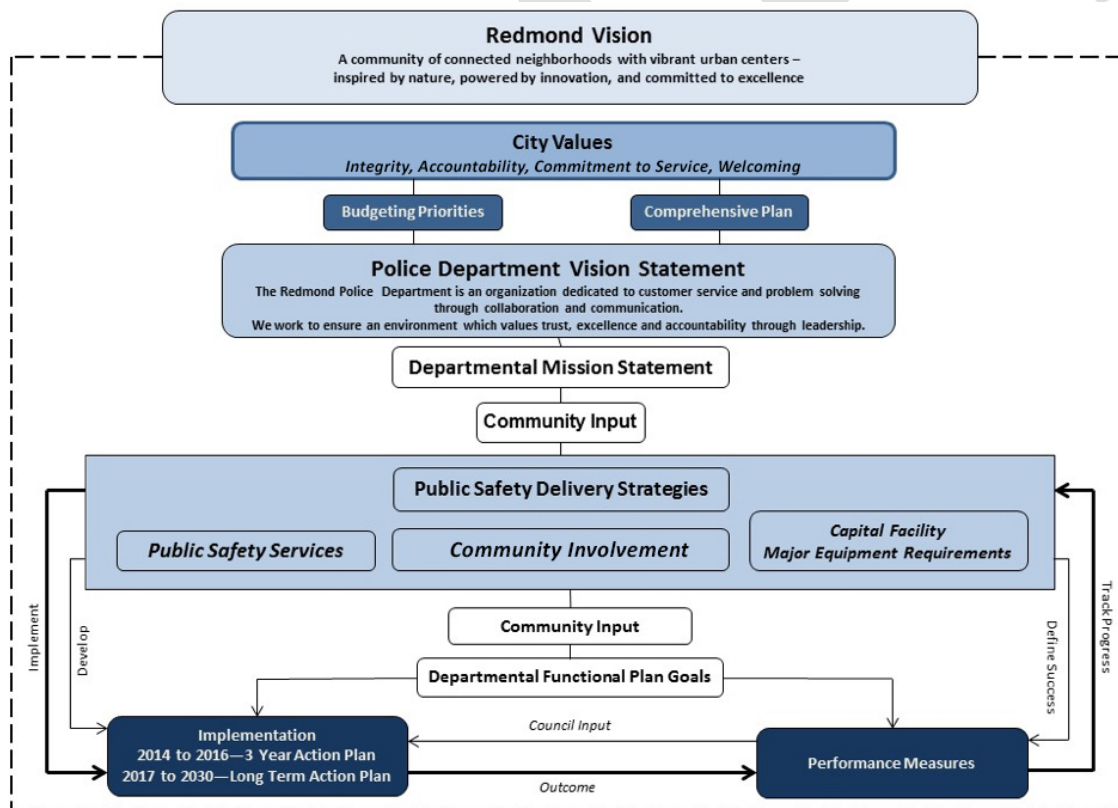 Redmond Vision
A community of connected neighborhoods with vibrant urban centers –
inspired by nature, powered by innovation, and committed to excellence
City Values
Integrity, Accountability, Commitment to Service, Welcoming
Budgeting Priorities
Comprehensive Plan
Police Department Vision Statement
The Redmond Police Department is an organization dedicated to customer service and problem solving
through collaboration and communication.
We work to ensure an environment which values trust, excellence and accountability through leadership.
Departmental Mission Statement
Community Input
Public Safety Delivery Strategies
Public Safety Services
Community Involvement
Capital Facility
Major Equipment Requirements
Implement
Develop
Community Input
Departmental Functional Plan Goals
Define Success
Track Progress
Implementation
2014 to 2016—3 Year Action Plan
2017 to 2030—Long Term Action Plan
Council Input
Outcome
Performance Measures